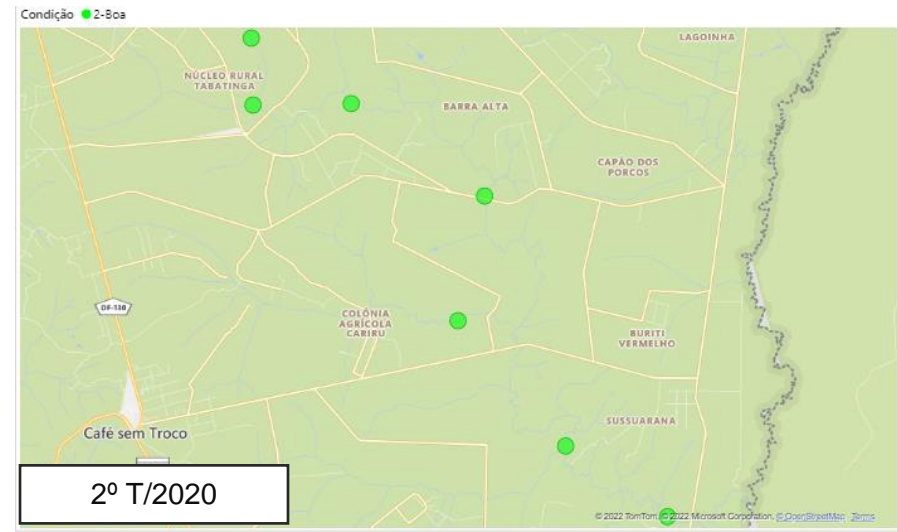 Condição 2-Boa
LAGOINHA
NÚCLEO RURAL
TABATINGA
BARRA ALTA
CAPÃO DOS
PORCOS
DF-130
COLÔNIA
AGRÍCOLA
CARIRU
BURITI
VERMELHO
SUSSUARANA
Café sem Troco
2º T/2020
© 2022 TomTom, © 2022 Microsoft Corporation, © OpenStreetMap Terms